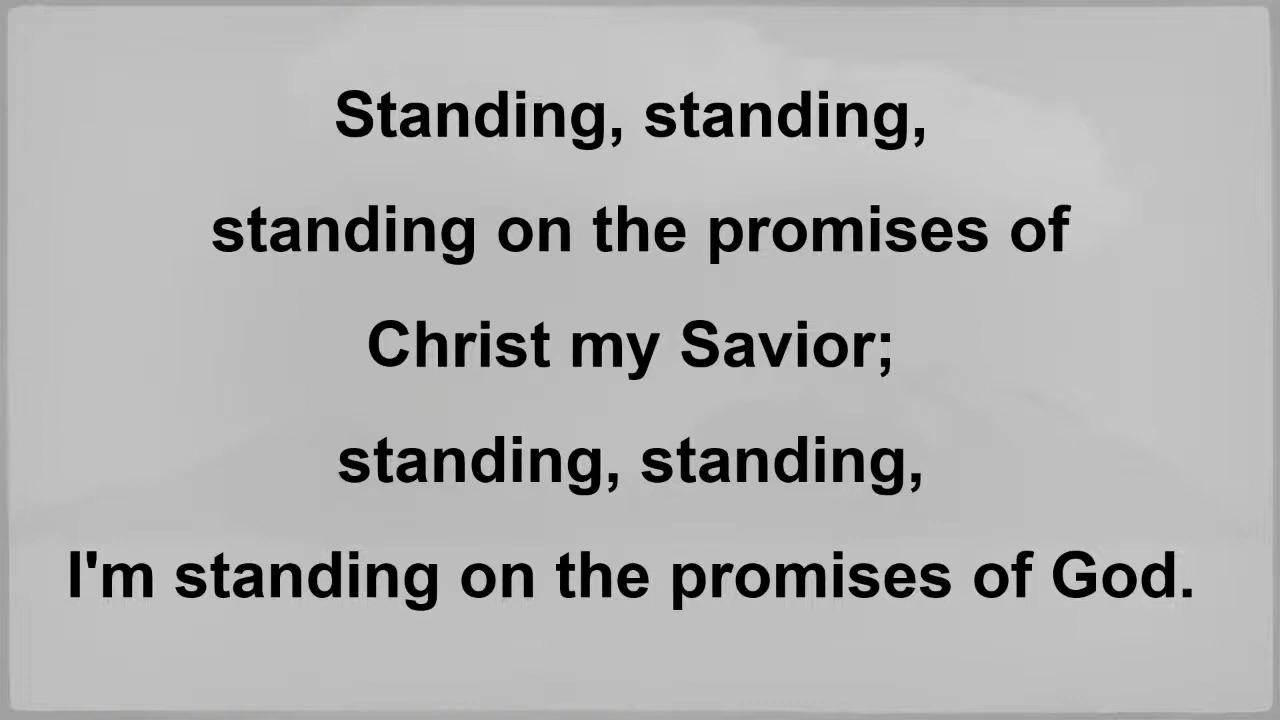 Standing, standing,
standing on the promises of
Christ my Savior;
standing, standing,
I'm standing on the promises of God.